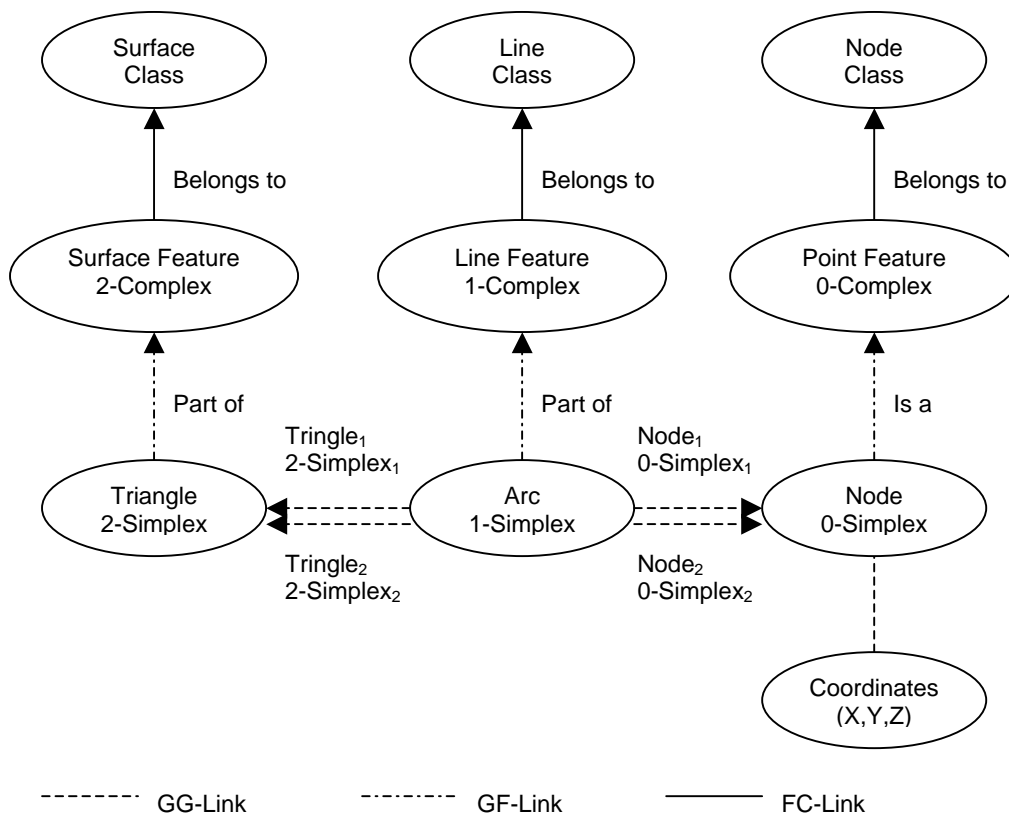 Surface
Class
Line
Class
Node
Class
Belongs to
Belongs to
Belongs to
Surface Feature
2-Complex
Line Feature
1-Complex
Point Feature
0-Complex
Part of
Part of
Is a
Tringle₁
2-Simplex₁
Node₁
0-Simplex₁
Triangle
2-Simplex
Arc
1-Simplex
Node
0-Simplex
Tringle₂
2-Simplex₂
Node₂
0-Simplex₂
Coordinates
(X,Y,Z)
GG-Link
GF-Link
FC-Link